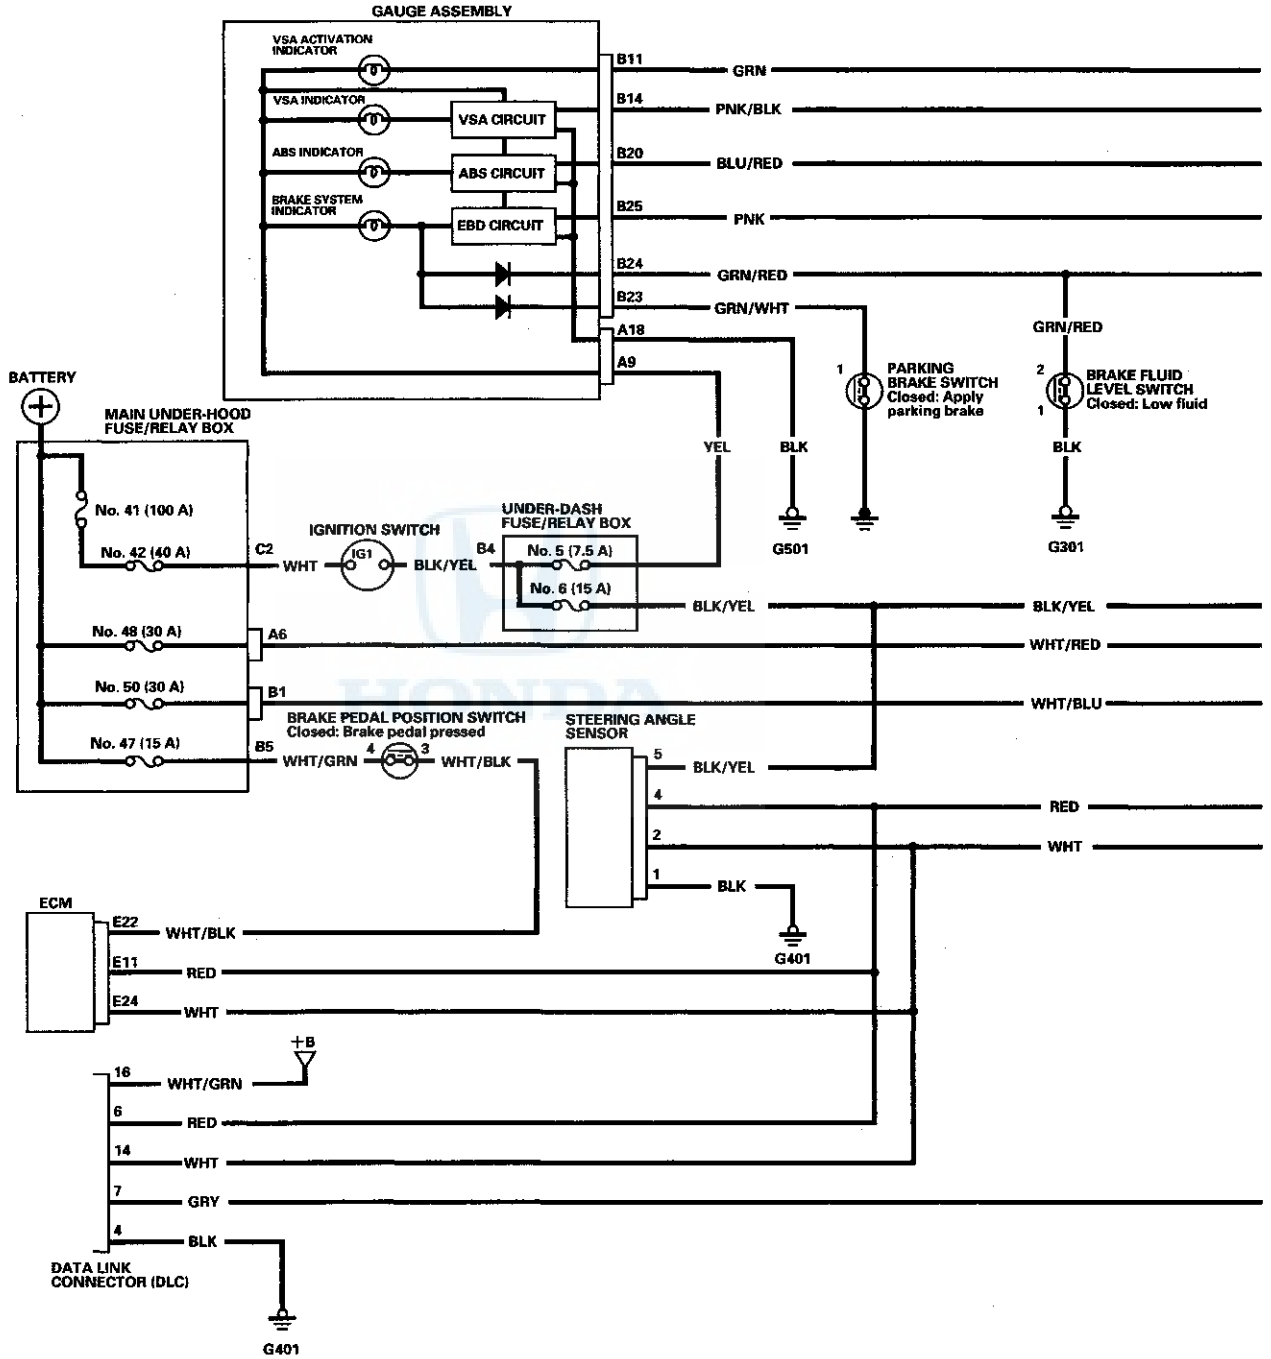 GAUGE ASSEMBLY
VSA ACTIVATION
INDICATOR
B11
GRN
VSA INDICATOR
VSA CIRCUIT
B14
PNK/BLK
ABS INDICATOR
ABS CIRCUIT
B20
BLU/RED
BRAKE SYSTEM
INDICATOR
EBD CIRCUIT
B25
PNK
B24
GRN/RED
B23
GRN/WHT
GRN/RED
A18
A9
1
PARKING
BRAKE SWITCH
Closed: Apply
parking brake
2
1
BRAKE FLUID
LEVEL SWITCH
Closed: Low fluid
YEL
BLK
BLK
G501
G301
BATTERY
MAIN UNDER-HOOD
FUSE/RELAY BOX
No. 41 (100 A)
No. 42 (40 A)
C2
WHT
IGNITION SWITCH
IG1
BLK/YEL
B4
UNDER-DASH
FUSE/RELAY BOX
No. 5 (7.5 A)
No. 6 (15 A)
BLK/YEL
BLK/YEL
No. 48 (30 A)
A6
WHT/RED
No. 50 (30 A)
B1
WHT/BLU
HONDA
No. 47 (15 A)
B5
WHT/GRN
BRAKE PEDAL POSITION SWITCH
Closed: Brake pedal pressed
4
3
WHT/BLK
STEERING ANGLE
SENSOR
5
BLK/YEL
4
RED
2
WHT
1
BLK
G401
ECM
E22
WHT/BLK
E11
RED
E24
WHT
+B
16
WHT/GRN
6
RED
14
WHT
7
GRY
4
BLK
DATA LINK
CONNECTOR (DLC)
G401